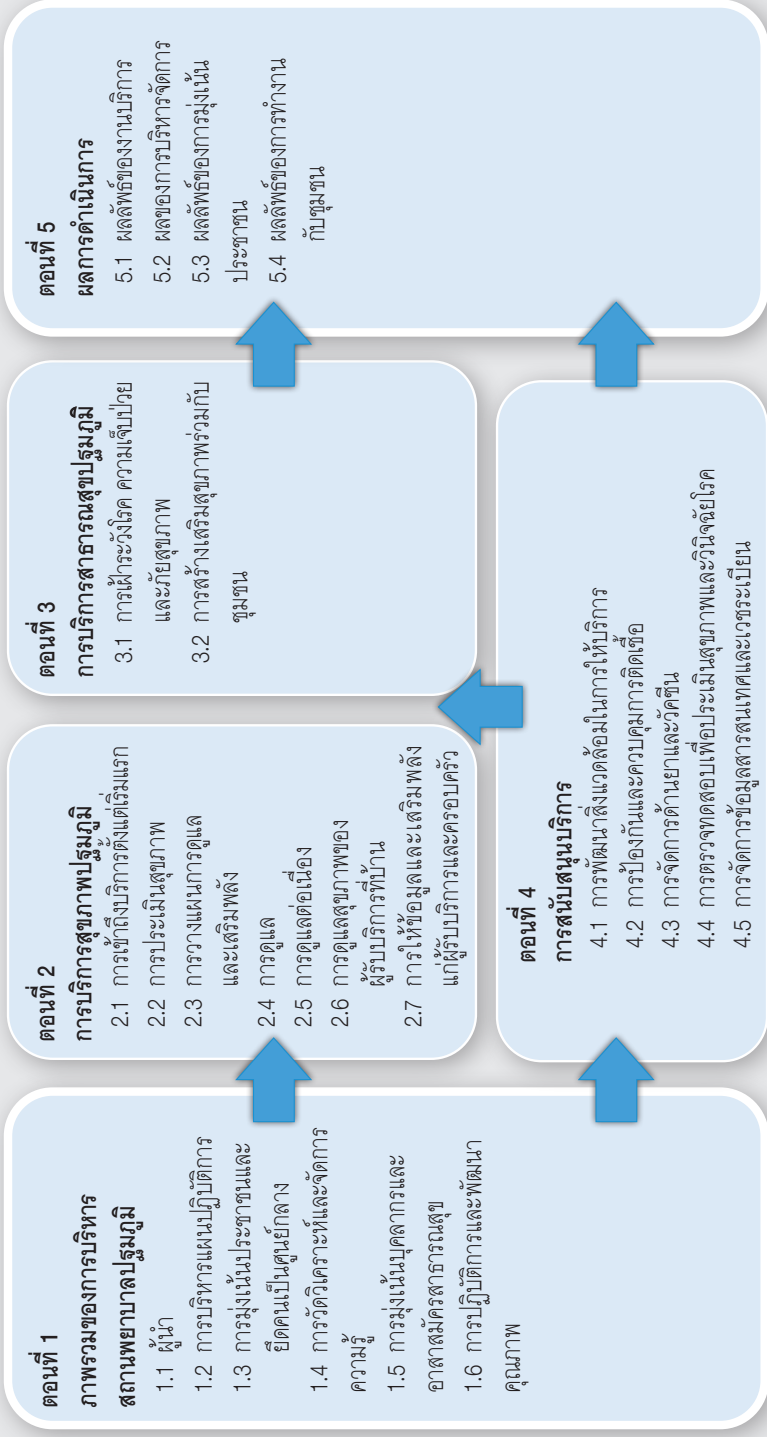 ตอนที่ 1
ภาพรวมของการบริหาร
สถานพยาบาลปฐมภูมิ
1.1 ผู้นำ
1.2 การบริหารแผนปฏิบัติการ
1.3 การมุ่งเน้นประชาชนและ
ยึดคนเป็นศูนย์กลาง
1.4 การวัดวิเคราะห์และจัดการ
ความรู้
1.5 การมุ่งเน้นบุคลากรและ
อาสาสมัครสาธารณสุข
1.6 การปฏิบัติการและพัฒนา
คุณภาพ
ตอนที่ 2
การบริการสุขภาพปฐมภูมิ
2.1 การเข้าถึงบริการตั้งแต่เริ่มแรก
2.2 การประเมินสุขภาพ
2.3 การวางแผนการดูแล
และเสริมพลัง
2.4 การดูแล
2.5 การดูแลต่อเนื่อง
2.6 การดูแลสุขภาพของ
ผู้รับบริการที่บ้าน
2.7 การให้ข้อมูลและเสริมพลัง
แก่ผู้รับบริการและครอบครัว
ตอนที่ 3
การบริการสาธารณสุขปฐมภูมิ
3.1 การเฝ้าระวังโรค ความเจ็บป่วย
และภัยสุขภาพ
3.2 การสร้างเสริมสุขภาพร่วมกับ
ชุมชน
ตอนที่ 4
การสนับสนุนบริการ
4.1 การพัฒนาสิ่งแวดล้อมในการให้บริการ
4.2 การป้องกันและควบคุมการติดเชื้อ
4.3 การจัดการด้านยาและวัคซีน
4.4 การตรวจทดสอบเพื่อประเมินสุขภาพและวินิจฉัยโรค
4.5 การจัดการข้อมูลสารสนเทศและเวชระเบียน
ตอนที่ 5
ผลการดำเนินการ
5.1 ผลลัพธ์ของงานบริการ
5.2 ผลของการบริหารจัดการ
5.3 ผลลัพธ์ของการมุ่งเน้น
ประชาชน
5.4 ผลลัพธ์ของการทำงาน
กับชุมชน